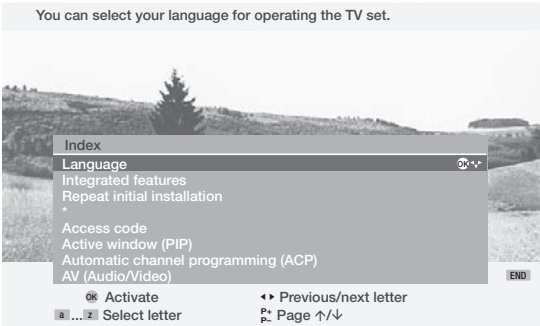 You can select your language for operating the TV set.
Index
Language OK
Integrated features
Repeat initial installation
*
Access code
Active window (PIP)
Automatic channel programming (ACP)
AV (Audio/Video)
END
OK Activate ◂ ▸ Previous/next letter
a ... z Select letter P+ P– Page ↑/↓